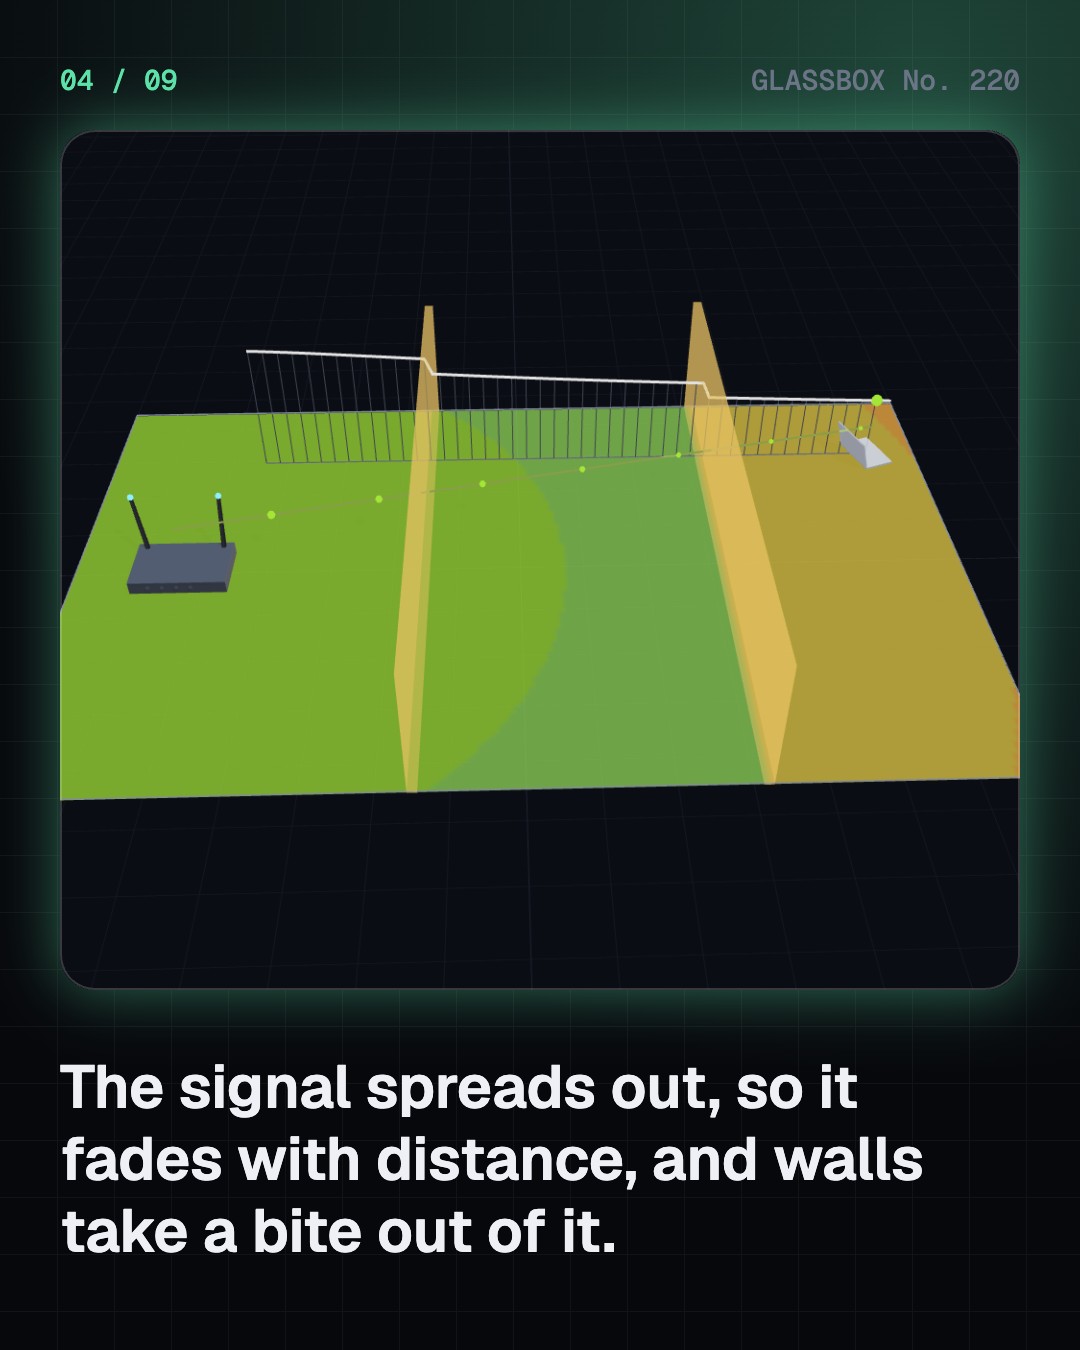 04 / 09
GLASSBOX No. 220
The signal spreads out, so it
fades with distance, and walls
take a bite out of it.